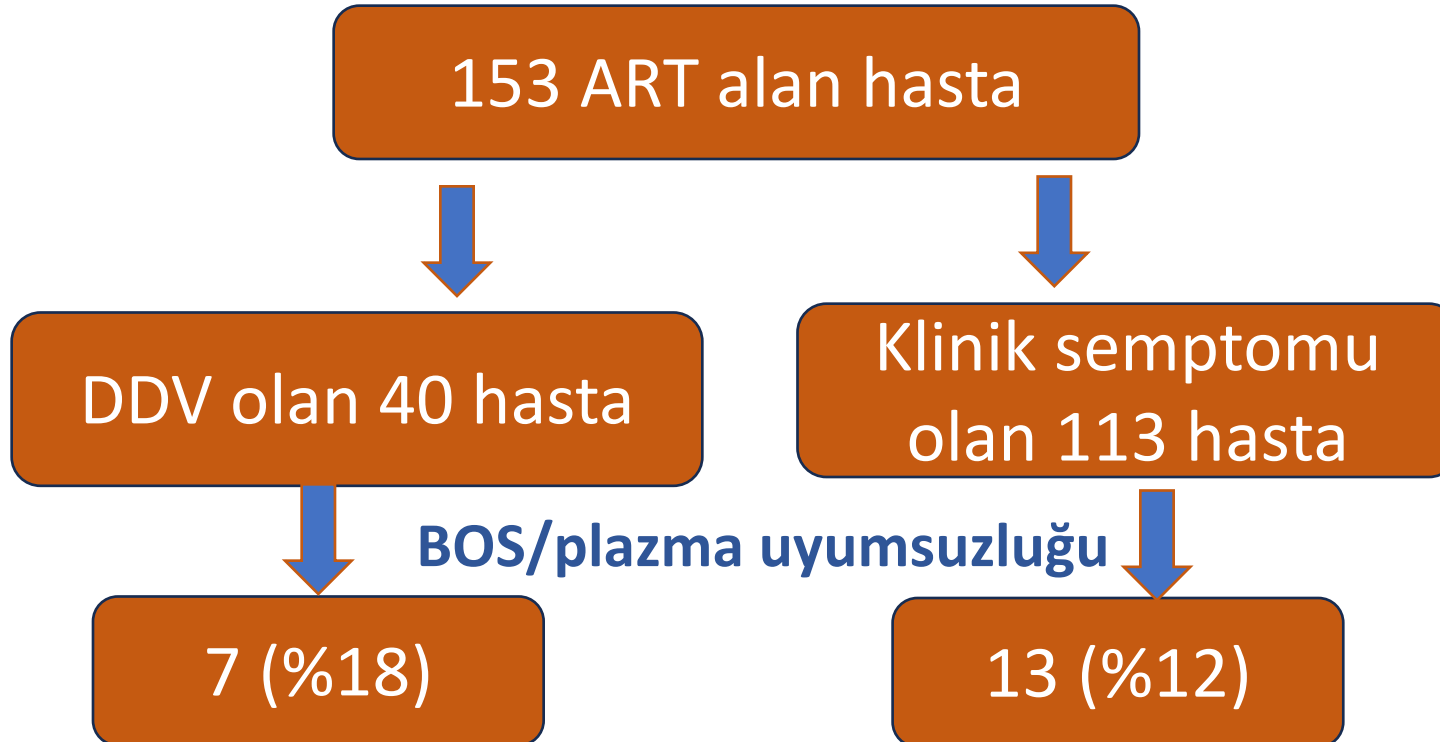 153 ART alan hasta
DDV olan 40 hasta
Klinik semptomu
olan 113 hasta
BOS/plazma uyumsuzluğu
7 (%18)
13 (%12)